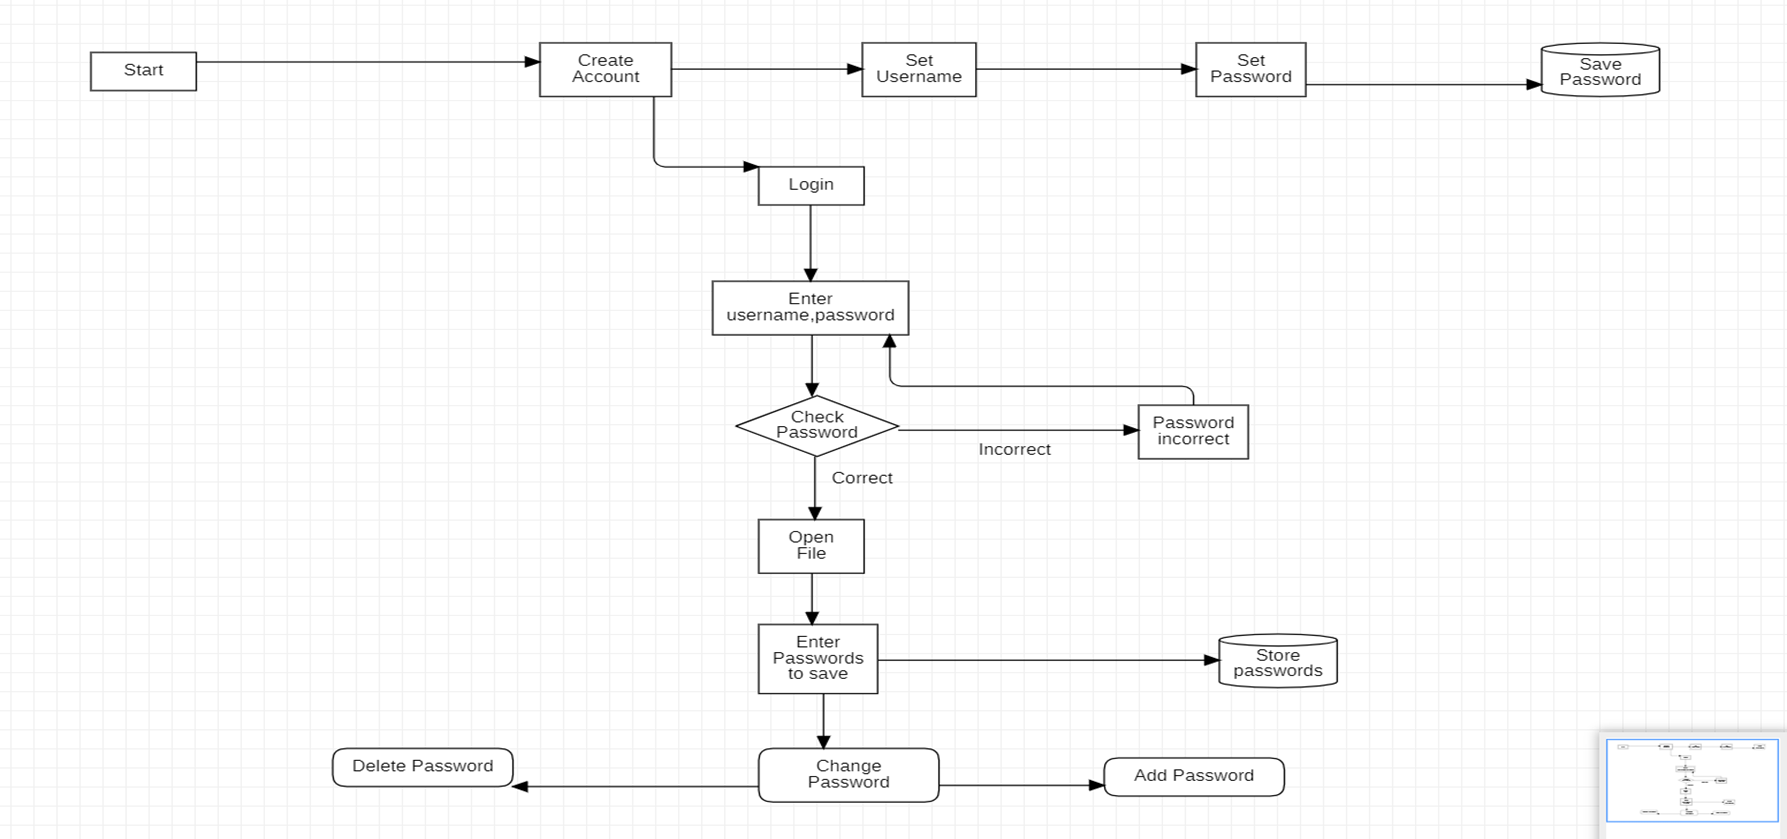 Start
Create
Account
Set
Username
Set
Password
Save
Password
Login
Enter
username,password
Check
Password
Incorrect
Password
incorrect
Correct
Open
File
Enter
Passwords
to save
Store
passwords
Delete Password
Change
Password
Add Password